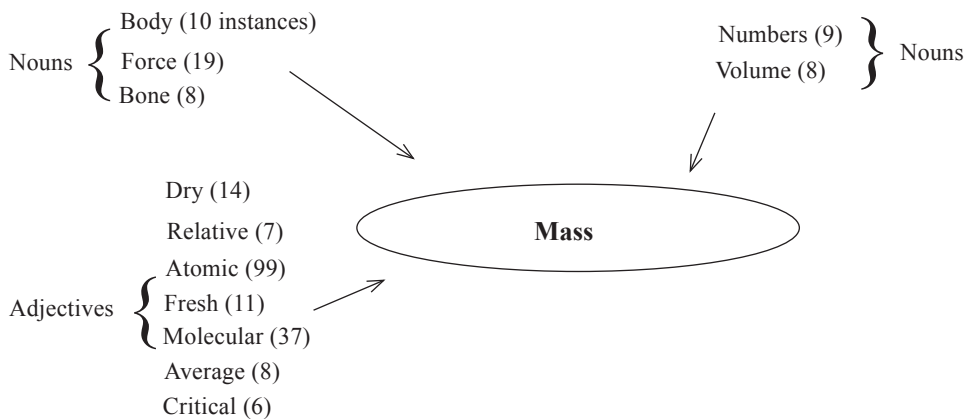 Nouns
Body (10 instances)
Force (19)
Bone (8)
Numbers (9)
Volume (8)
Nouns
Mass
Adjectives
Dry (14)
Relative (7)
Atomic (99)
Fresh (11)
Molecular (37)
Average (8)
Critical (6)